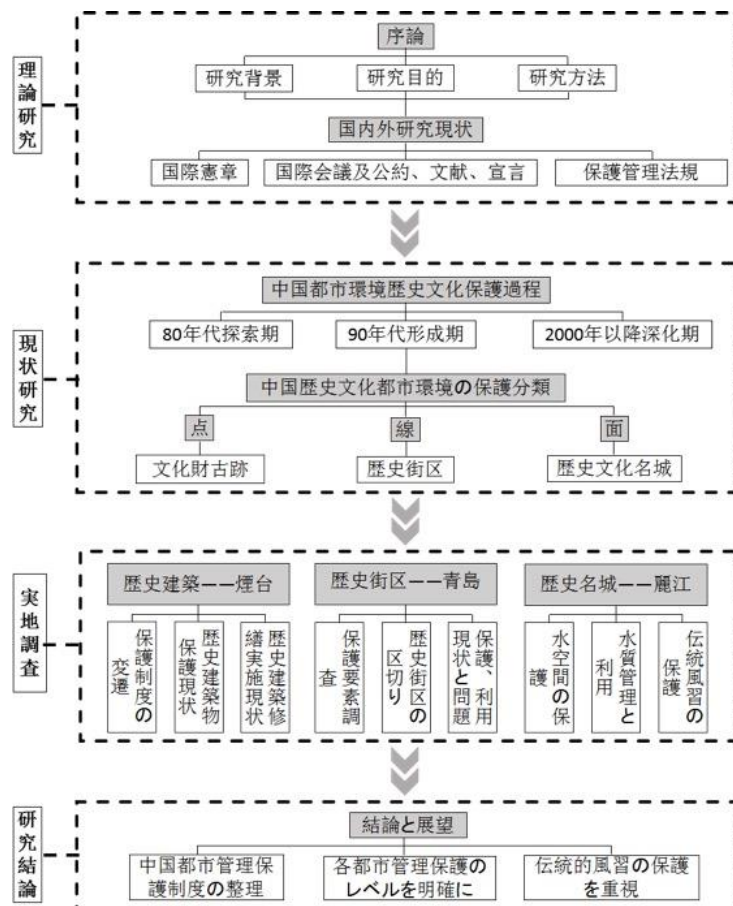 理論研究
序論
研究背景
研究目的
研究方法
国内外研究現状
国際憲章
国際会議及公約、文献、宣言
保護管理法規
現状研究
中国都市環境歴史文化保護過程
80年代探索期
90年代形成期
2000年以降深化期
中国歴史文化都市環境の保護分類
点
線
面
文化財古跡
歴史街区
歴史文化名城
実地調査
歴史建築——煙台
歴史街区——青島
歴史名城——麗江
保護制度の
変遷
歴史建築物
保護現状
歴史建築修
繕実施現状
保護要素調
査
歴史街区の
区切り
保護、利用
現状と問題
水空間の保
護
水質管理と
利用
伝統風習の
保護
研究結論
結論と展望
中国都市管理保
護制度の整理
各都市管理保護の
レベルを明確に
伝統的風習の保護
を重視